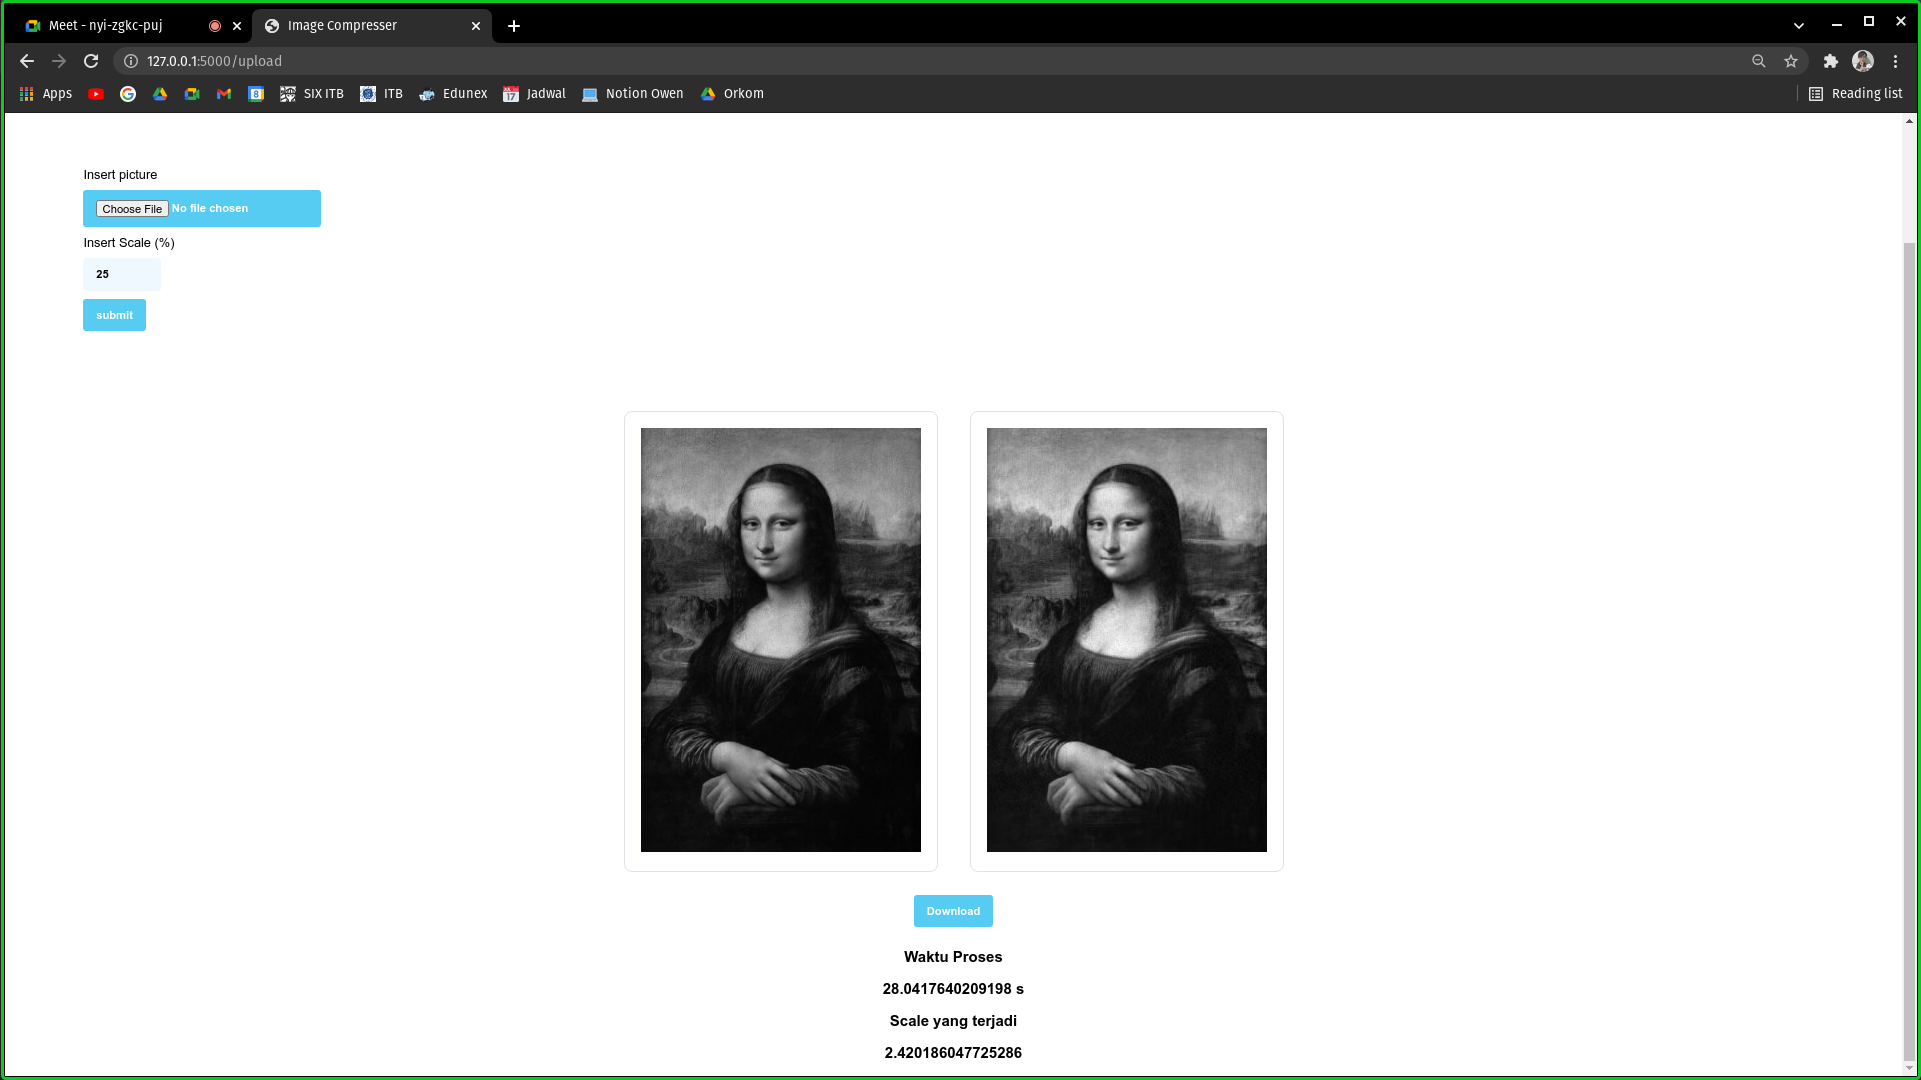 Meet - nyi-zgkc-puj
Image Compresser
127.0.0.1:5000/upload
Apps
SIX ITB
ITB
Edunex
Jadwal
Notion Owen
Orkom
Reading list
Insert picture
Choose File No file chosen
Insert Scale (%)
25
submit
Download
Waktu Proses
28.0417640209198 s
Scale yang terjadi
2.420186047725286